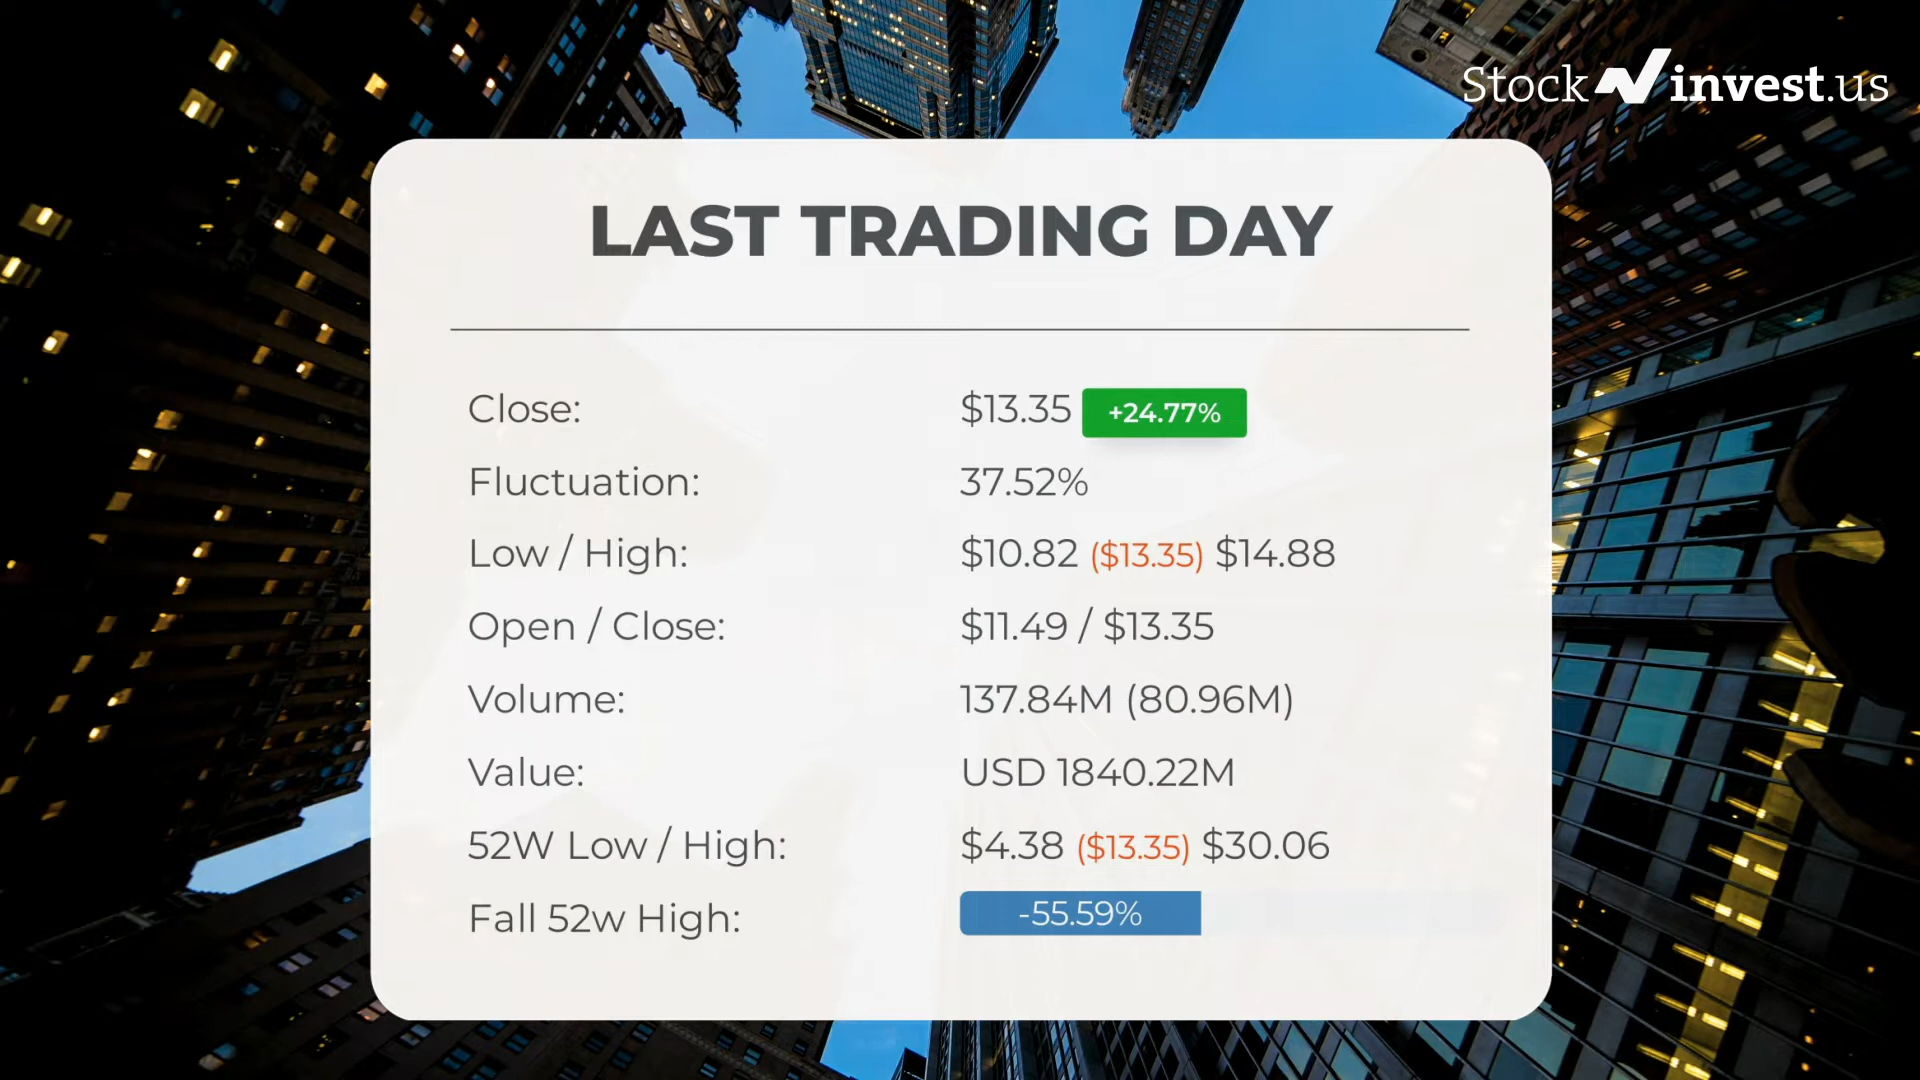 Stock invest.us
LAST TRADING DAY
Close: $13.35 +24.77%
Fluctuation: 37.52%
Low / High: $10.82 ($13.35) $14.88
Open / Close: $11.49 / $13.35
Volume: 137.84M (80.96M)
Value: USD 1840.22M
52W Low / High: $4.38 ($13.35) $30.06
Fall 52w High: -55.59%